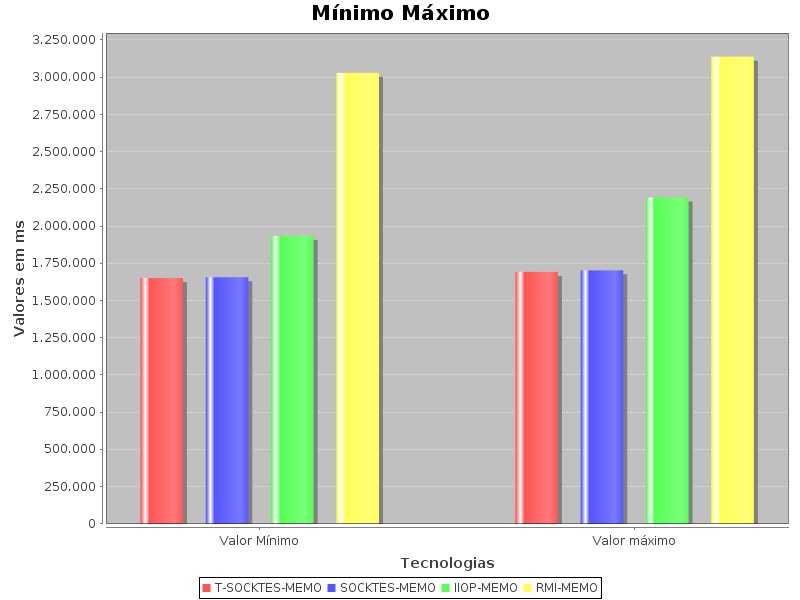 Mínimo Máximo
3.250.000
3.000.000
2.750.000
2.500.000
2.250.000
2.000.000
1.750.000
1.500.000
1.250.000
1.000.000
750.000
500.000
250.000
0
Valores em ms
Valor Mínimo
Valor máximo
Tecnologias
T-SOCKTES-MEMO SOCKTES-MEMO IIOP-MEMO RMI-MEMO